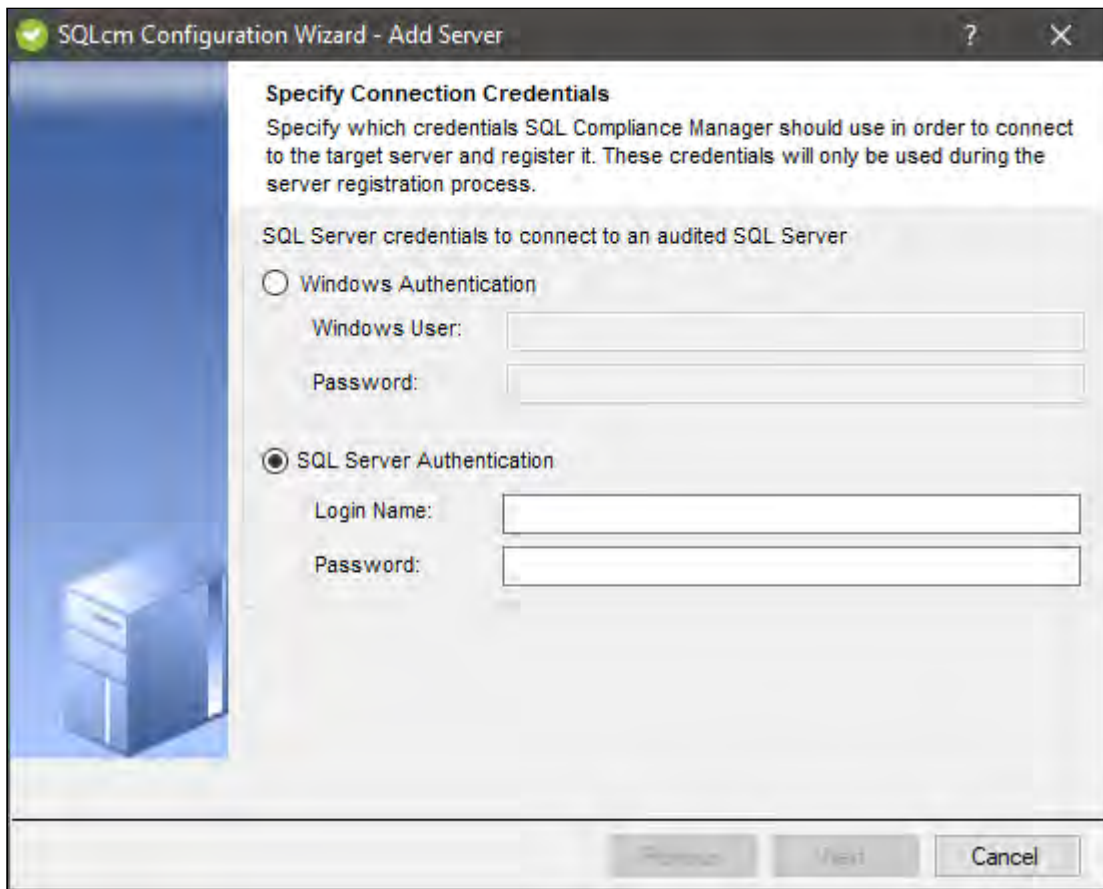 SQLcm Configuration Wizard - Add Server
?
Specify Connection Credentials
Specify which credentials SQL Compliance Manager should use in order to connect
to the target server and register it. These credentials will only be used during the
server registration process.
SQL Server credentials to connect to an audited SQL Server
Windows Authentication
Windows User:
Password:
SQL Server Authentication
Login Name:
Password:
Cancel